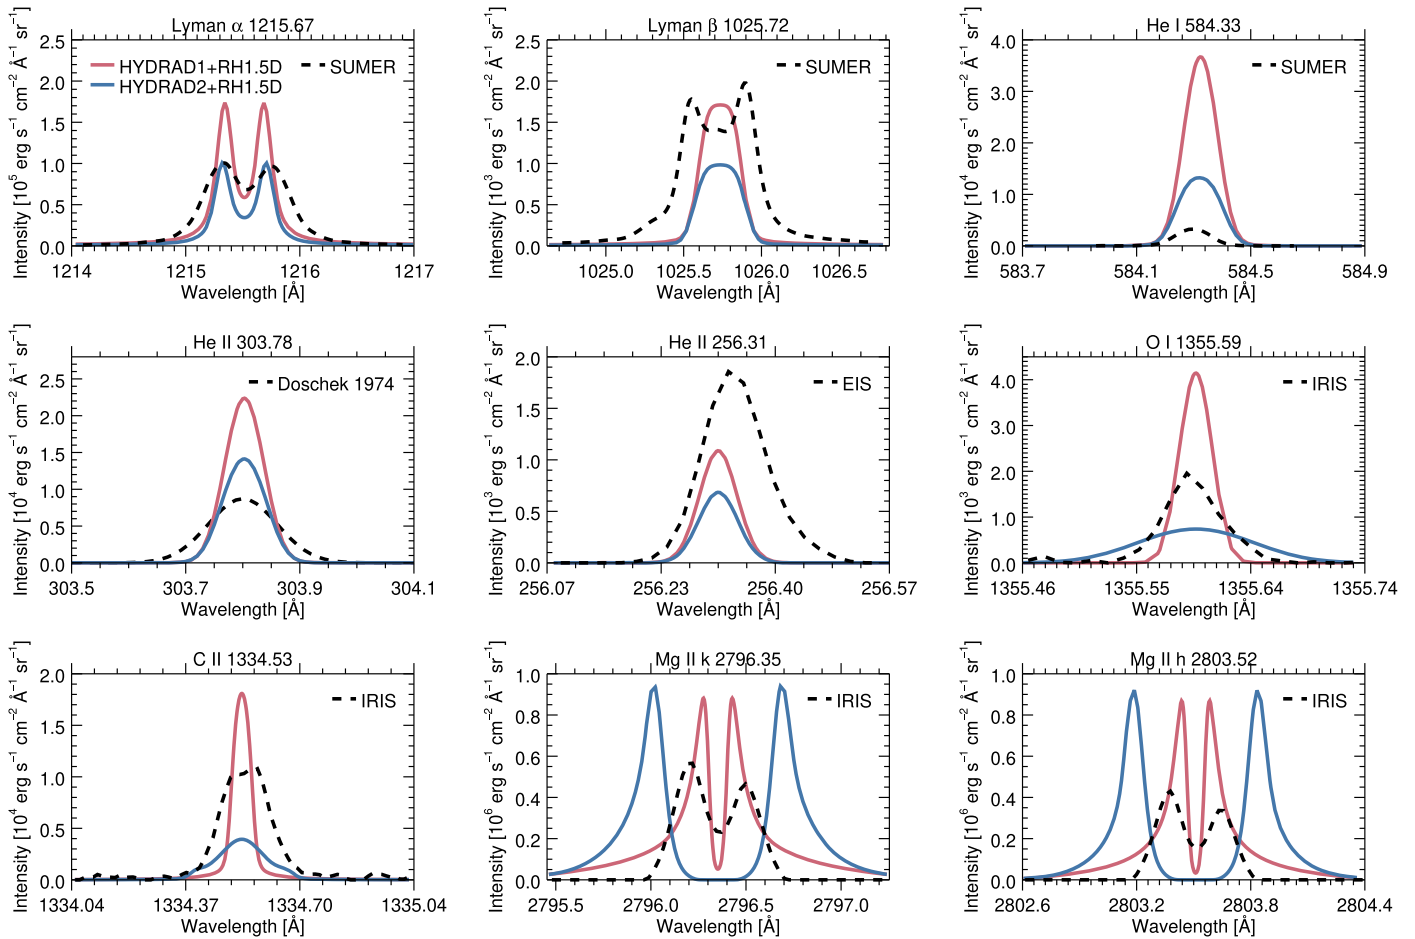 Lyman α 1215.67
Intensity [10⁵ erg s⁻¹ cm⁻² Å⁻¹ sr⁻¹]
2.5
2.0
1.5
1.0
0.5
0.0
HYDRAD1+RH1.5D
HYDRAD2+RH1.5D
SUMER
1214 1215 1216 1217
Wavelength [Å]
Lyman β 1025.72
Intensity [10³ erg s⁻¹ cm⁻² Å⁻¹ sr⁻¹]
2.5
2.0
1.5
1.0
0.5
0.0
SUMER
1025.0 1025.5 1026.0 1026.5
Wavelength [Å]
He I 584.33
Intensity [10⁴ erg s⁻¹ cm⁻² Å⁻¹ sr⁻¹]
4.0
3.0
2.0
1.0
0.0
SUMER
583.7 584.1 584.5 584.9
Wavelength [Å]
He II 303.78
Intensity [10⁴ erg s⁻¹ cm⁻² Å⁻¹ sr⁻¹]
2.5
2.0
1.5
1.0
0.5
0.0
Doschek 1974
303.5 303.7 303.9 304.1
Wavelength [Å]
He II 256.31
Intensity [10³ erg s⁻¹ cm⁻² Å⁻¹ sr⁻¹]
2.0
1.5
1.0
0.5
0.0
EIS
256.07 256.23 256.40 256.57
Wavelength [Å]
O I 1355.59
Intensity [10³ erg s⁻¹ cm⁻² Å⁻¹ sr⁻¹]
4.0
3.0
2.0
1.0
0.0
IRIS
1355.46 1355.55 1355.64 1355.74
Wavelength [Å]
C II 1334.53
Intensity [10⁴ erg s⁻¹ cm⁻² Å⁻¹ sr⁻¹]
2.0
1.5
1.0
0.5
0.0
IRIS
1334.04 1334.37 1334.70 1335.04
Wavelength [Å]
Mg II k 2796.35
Intensity [10⁶ erg s⁻¹ cm⁻² Å⁻¹ sr⁻¹]
1.0
0.8
0.6
0.4
0.2
0.0
IRIS
2795.5 2796.0 2796.5 2797.0
Wavelength [Å]
Mg II h 2803.52
Intensity [10⁶ erg s⁻¹ cm⁻² Å⁻¹ sr⁻¹]
1.0
0.8
0.6
0.4
0.2
0.0
IRIS
2802.6 2803.2 2803.8 2804.4
Wavelength [Å]